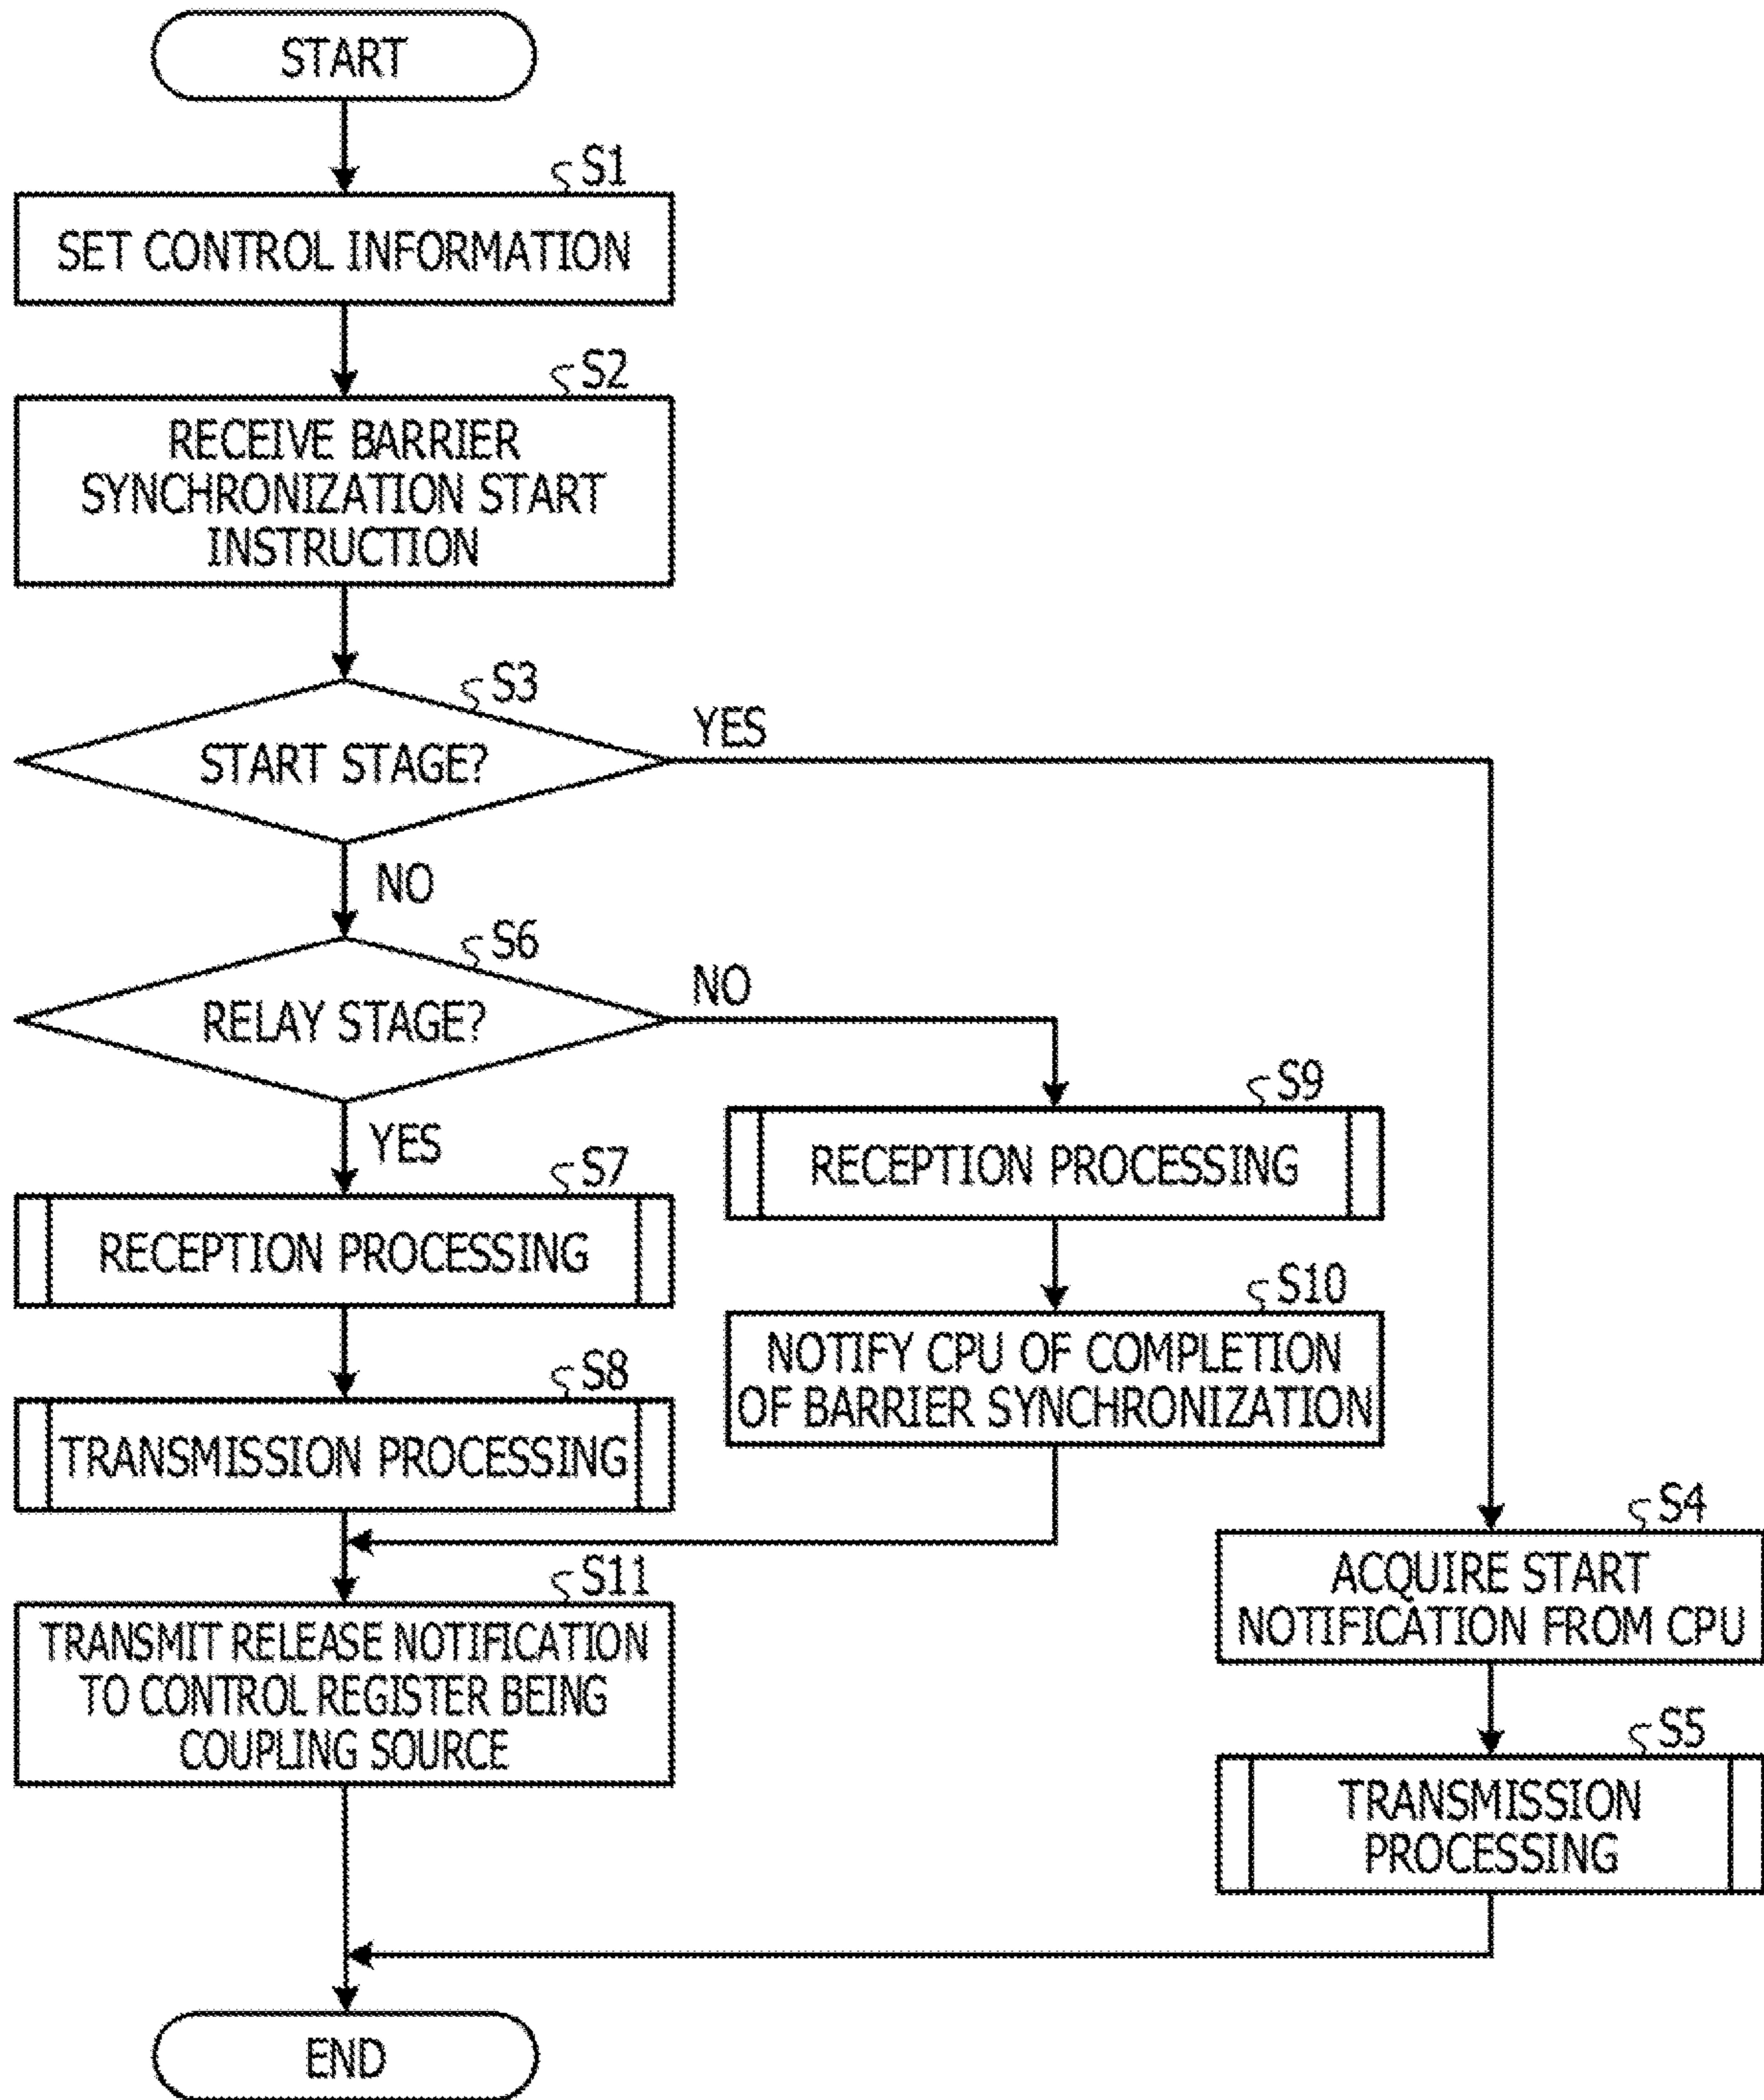 START
S1
SET CONTROL INFORMATION
S2
RECEIVE BARRIER
SYNCHRONIZATION START
INSTRUCTION
S3
START STAGE?
YES
NO
S6
RELAY STAGE?
NO
YES
S9
RECEPTION PROCESSING
S7
RECEPTION PROCESSING
S10
NOTIFY CPU OF COMPLETION
OF BARRIER SYNCHRONIZATION
S8
TRANSMISSION PROCESSING
S4
ACQUIRE START
NOTIFICATION FROM CPU
S11
TRANSMIT RELEASE NOTIFICATION
TO CONTROL REGISTER BEING
COUPLING SOURCE
S5
TRANSMISSION
PROCESSING
END